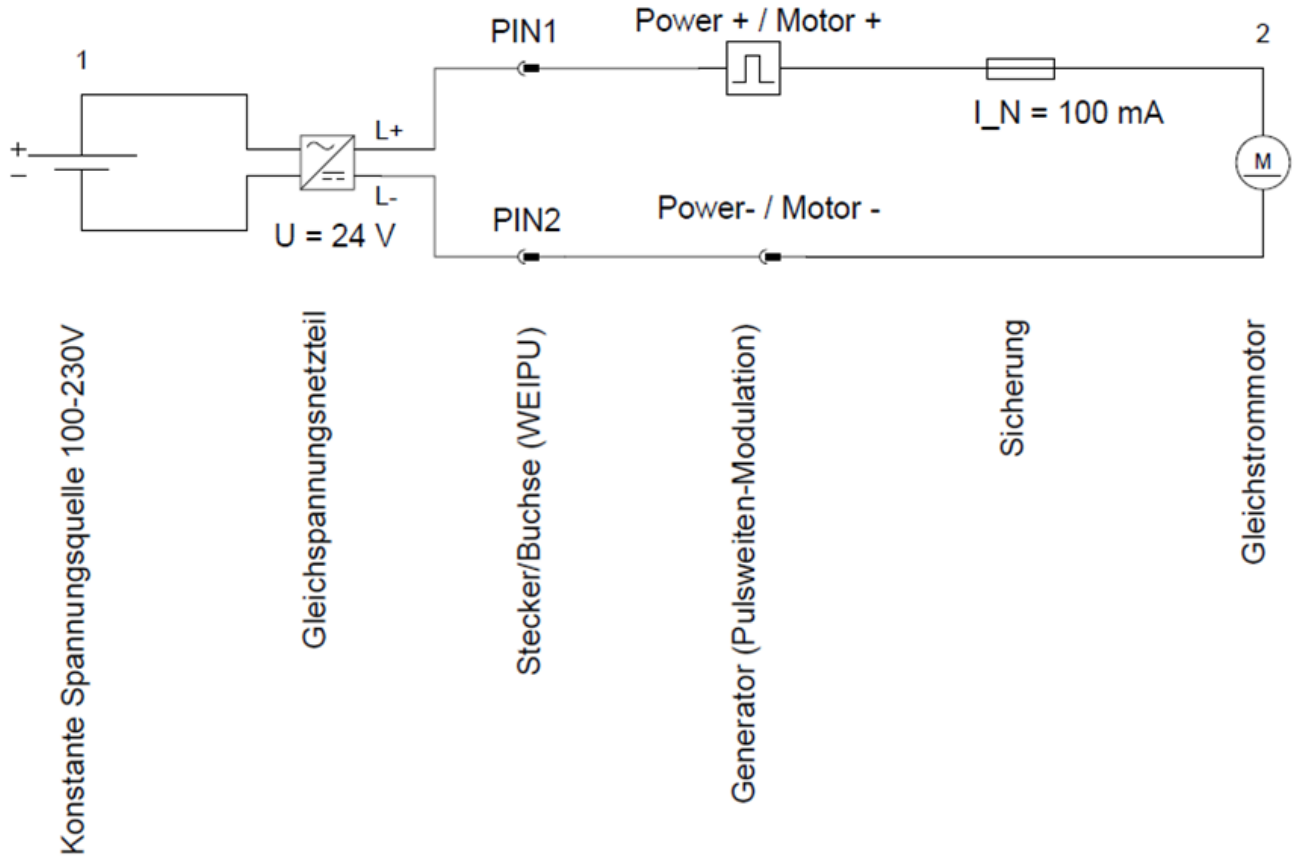 PIN1
Power + / Motor +
1
2
+
−
L+
L-
I_N = 100 mA
M
U = 24 V
PIN2
Power- / Motor -
Konstante Spannungsquelle 100-230V
Gleichspannungsnetzteil
Stecker/Buchse (WEIPU)
Generator (Pulsweiten-Modulation)
Sicherung
Gleichstrommotor